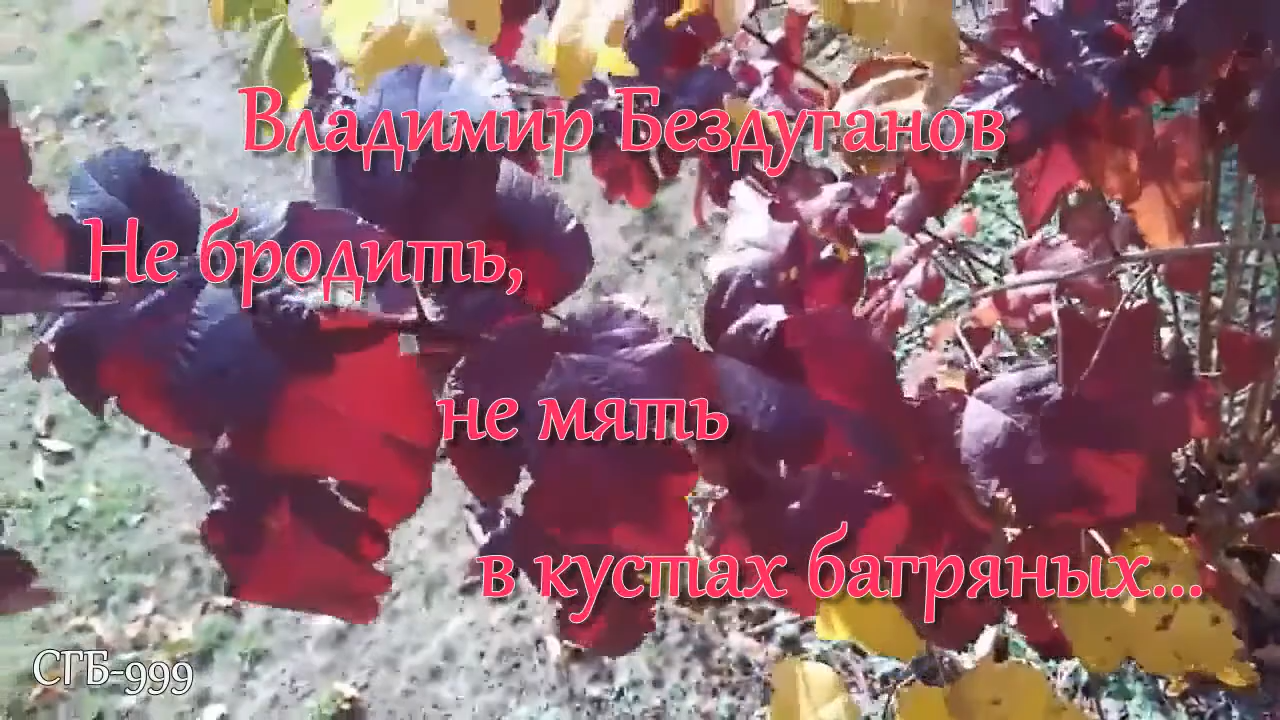 Владимир Бездуганов
Не бродить,
не мять
в кустах багряных...
СГБ-999